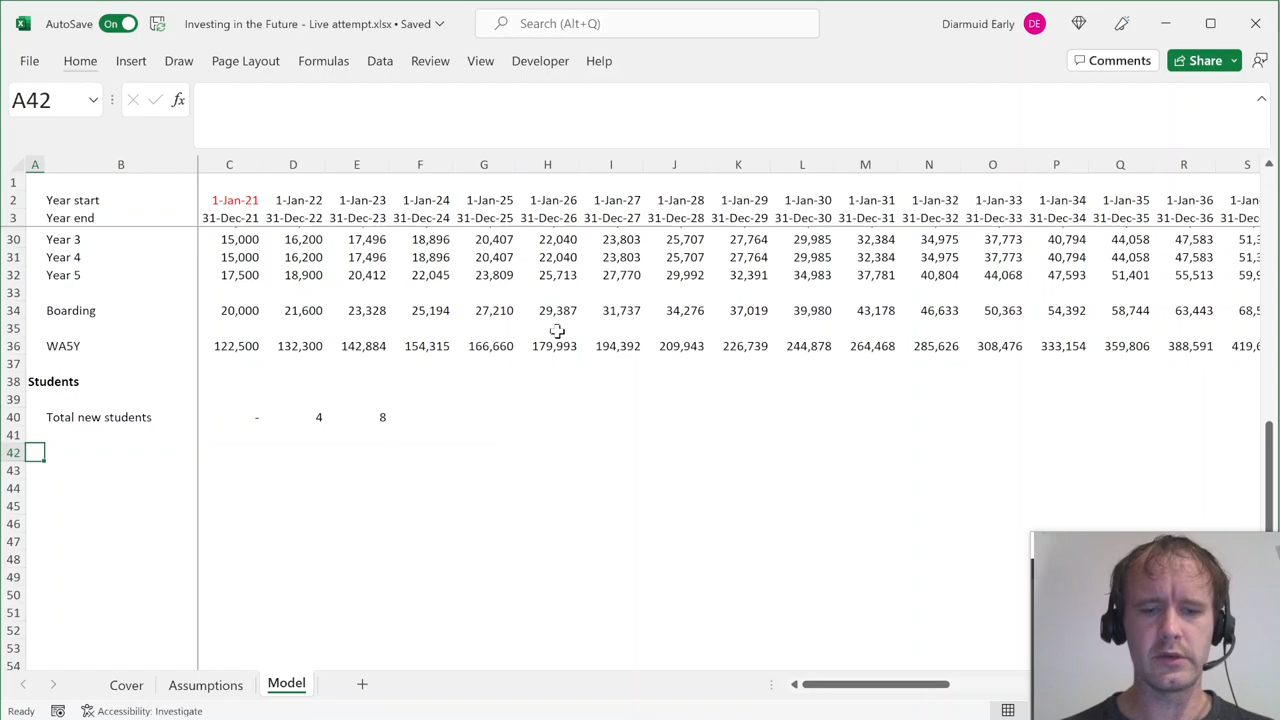 AutoSave On Investing in the Future - Live attempt.xlsx • Saved Search (Alt+Q) Diarmuid Early DE
File Home Insert Draw Page Layout Formulas Data Review View Developer Help Comments Share
A42 fx
A B C D E F G H I J K L M N O P Q R S
1
2 Year start 1-Jan-21 1-Jan-22 1-Jan-23 1-Jan-24 1-Jan-25 1-Jan-26 1-Jan-27 1-Jan-28 1-Jan-29 1-Jan-30 1-Jan-31 1-Jan-32 1-Jan-33 1-Jan-34 1-Jan-35 1-Jan-36 1-Jan-
3 Year end 31-Dec-21 31-Dec-22 31-Dec-23 31-Dec-24 31-Dec-25 31-Dec-26 31-Dec-27 31-Dec-28 31-Dec-29 31-Dec-30 31-Dec-31 31-Dec-32 31-Dec-33 31-Dec-34 31-Dec-35 31-Dec-36 31-Dec-
30 Year 3 15,000 16,200 17,496 18,896 20,407 22,040 23,803 25,707 27,764 29,985 32,384 34,975 37,773 40,794 44,058 47,583 51,3
31 Year 4 15,000 16,200 17,496 18,896 20,407 22,040 23,803 25,707 27,764 29,985 32,384 34,975 37,773 40,794 44,058 47,583 51,3
32 Year 5 17,500 18,900 20,412 22,045 23,809 25,713 27,770 29,992 32,391 34,983 37,781 40,804 44,068 47,593 51,401 55,513 59,9
33
34 Boarding 20,000 21,600 23,328 25,194 27,210 29,387 31,737 34,276 37,019 39,980 43,178 46,633 50,363 54,392 58,744 63,443 68,5
35
36 WA5Y 122,500 132,300 142,884 154,315 166,660 179,993 194,392 209,943 226,739 244,878 264,468 285,626 308,476 333,154 359,806 388,591 419,6
37
38 Students
39
40 Total new students - 4 8
41
42
43
44
45
46
47
48
49
50
51
52
53
54
Cover Assumptions Model
Ready Accessibility: Investigate